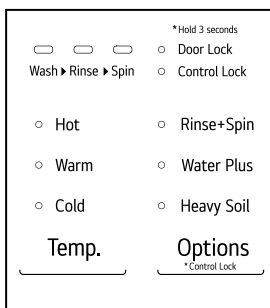 *Hold 3 seconds
Door Lock
Wash ▸ Rinse ▸ Spin
Control Lock
Hot
Rinse+Spin
Warm
Water Plus
Cold
Heavy Soil
Temp.
Options
*Control Lock